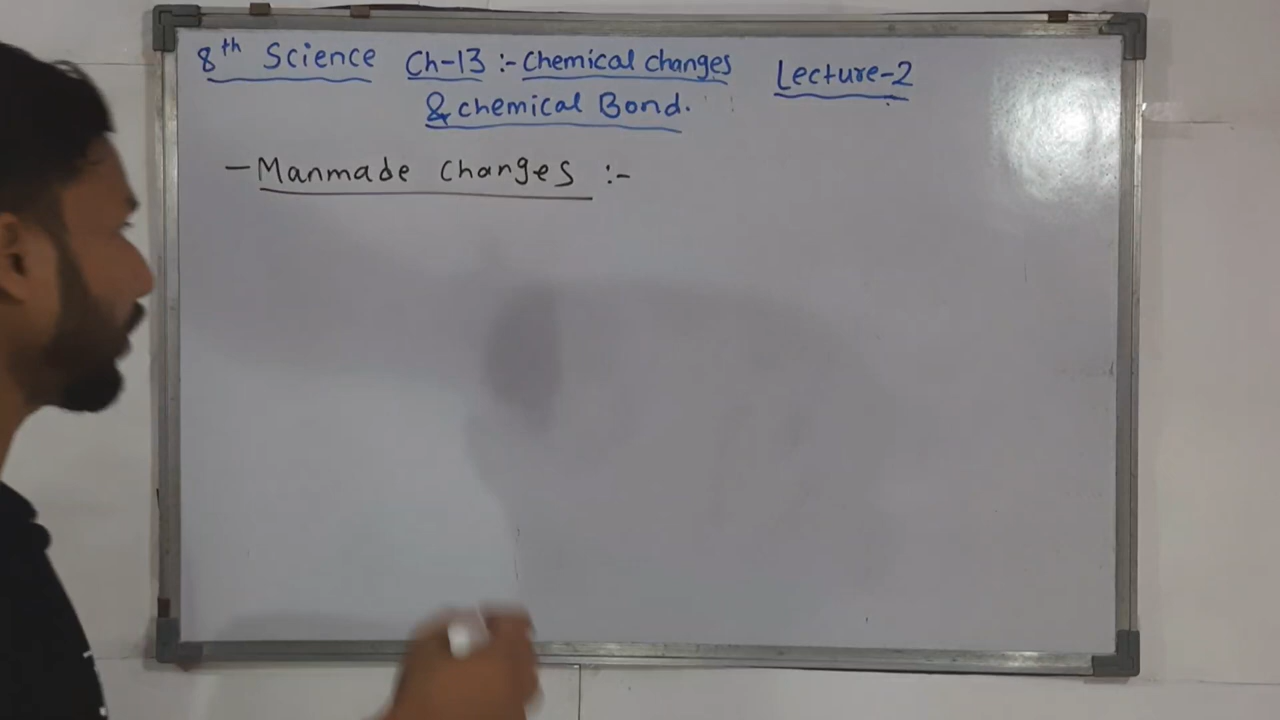 8th Science Ch-13 :- Chemical changes Lecture-2
& chemical Bond.
- Manmade changes :-